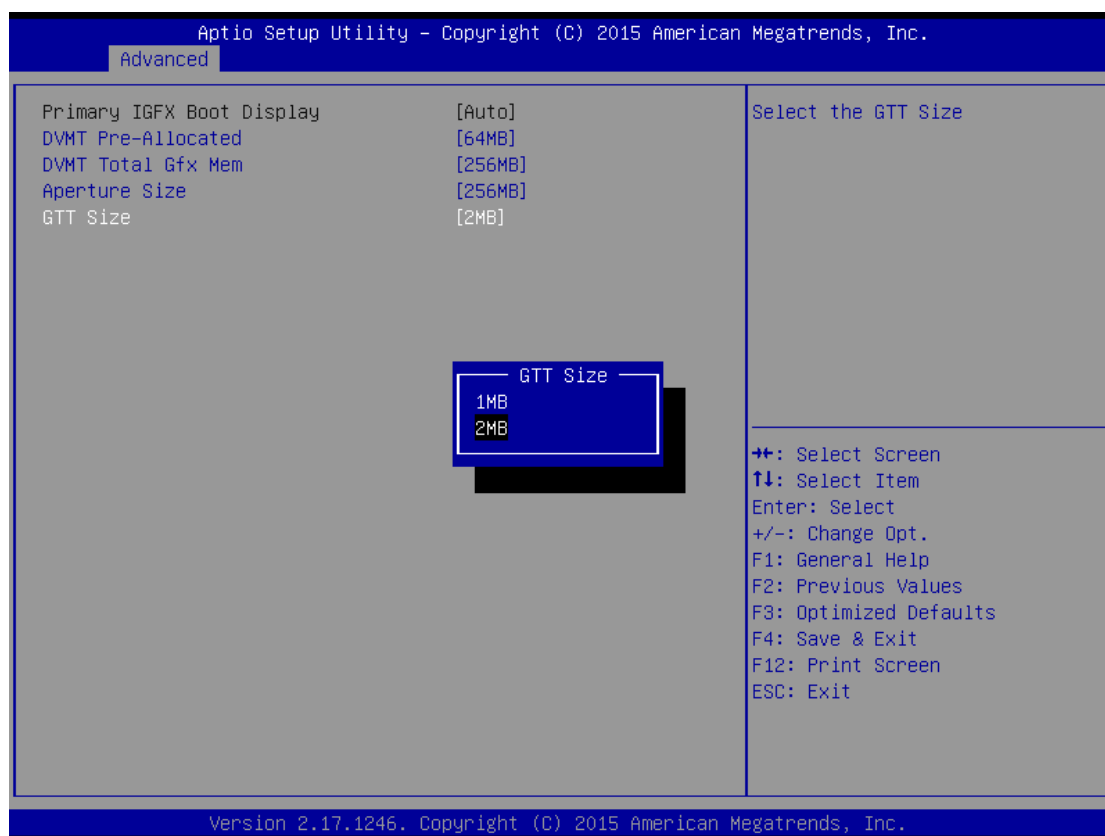 Aptio Setup Utility – Copyright (C) 2015 American Megatrends, Inc.
Advanced
Primary IGFX Boot Display [Auto]
DVMT Pre-Allocated [64MB]
DVMT Total Gfx Mem [256MB]
Aperture Size [256MB]
GTT Size [2MB]
Select the GTT Size
GTT Size
1MB
2MB
→←: Select Screen
↑↓: Select Item
Enter: Select
+/-: Change Opt.
F1: General Help
F2: Previous Values
F3: Optimized Defaults
F4: Save & Exit
F12: Print Screen
ESC: Exit
Version 2.17.1246. Copyright (C) 2015 American Megatrends, Inc.